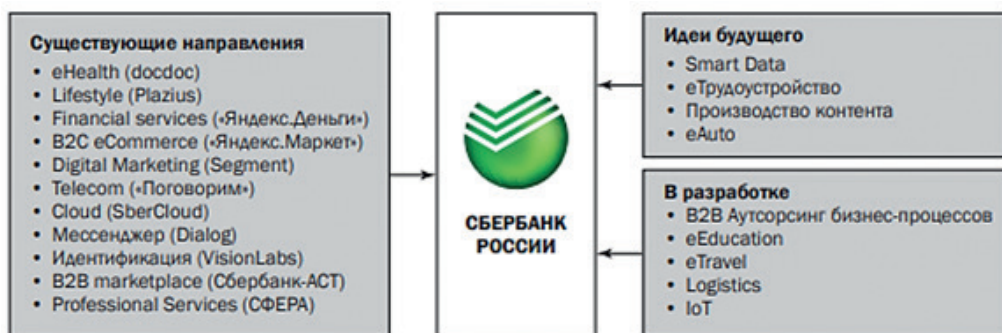 Существующие направления
• eHealth (docdoc)
• Lifestyle (Plazius)
• Financial services («Яндекс.Деньги»)
• B2C eCommerce («Яндекс.Маркет»)
• Digital Marketing (Segment)
• Telecom («Поговорим»)
• Cloud (SberCloud)
• Мессенджер (Dialog)
• Идентификация (VisionLabs)
• B2B marketplace (Сбербанк-АСТ)
• Professional Services (СФЕРА)
СБЕРБАНК
РОССИИ
Идеи будущего
• Smart Data
• eТрудоустройство
• Производство контента
• eAuto
В разработке
• B2B Аутсорсинг бизнес-процессов
• eEducation
• eTravel
• Logistics
• IoT